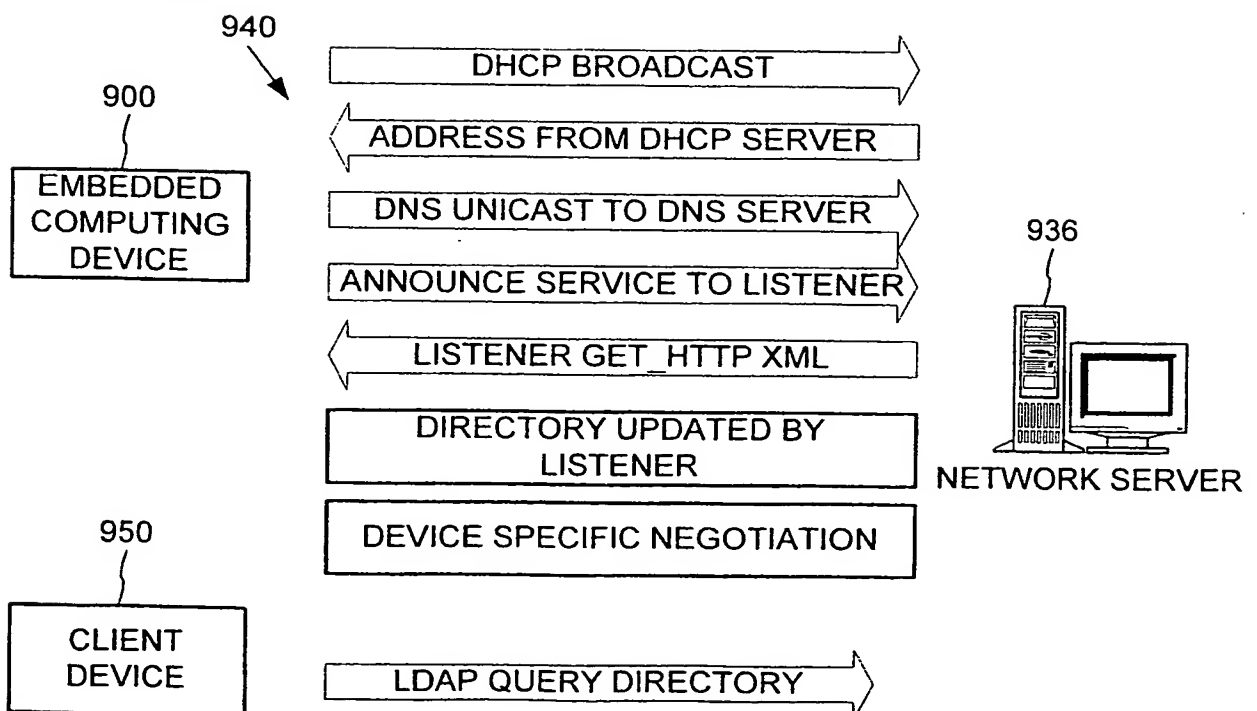 940
DHCP BROADCAST
900
ADDRESS FROM DHCP SERVER
EMBEDDED
COMPUTING
DEVICE
DNS UNICAST TO DNS SERVER
936
ANNOUNCE SERVICE TO LISTENER
LISTENER GET_HTTP XML
DIRECTORY UPDATED BY
LISTENER
NETWORK SERVER
DEVICE SPECIFIC NEGOTIATION
950
CLIENT
DEVICE
LDAP QUERY DIRECTORY